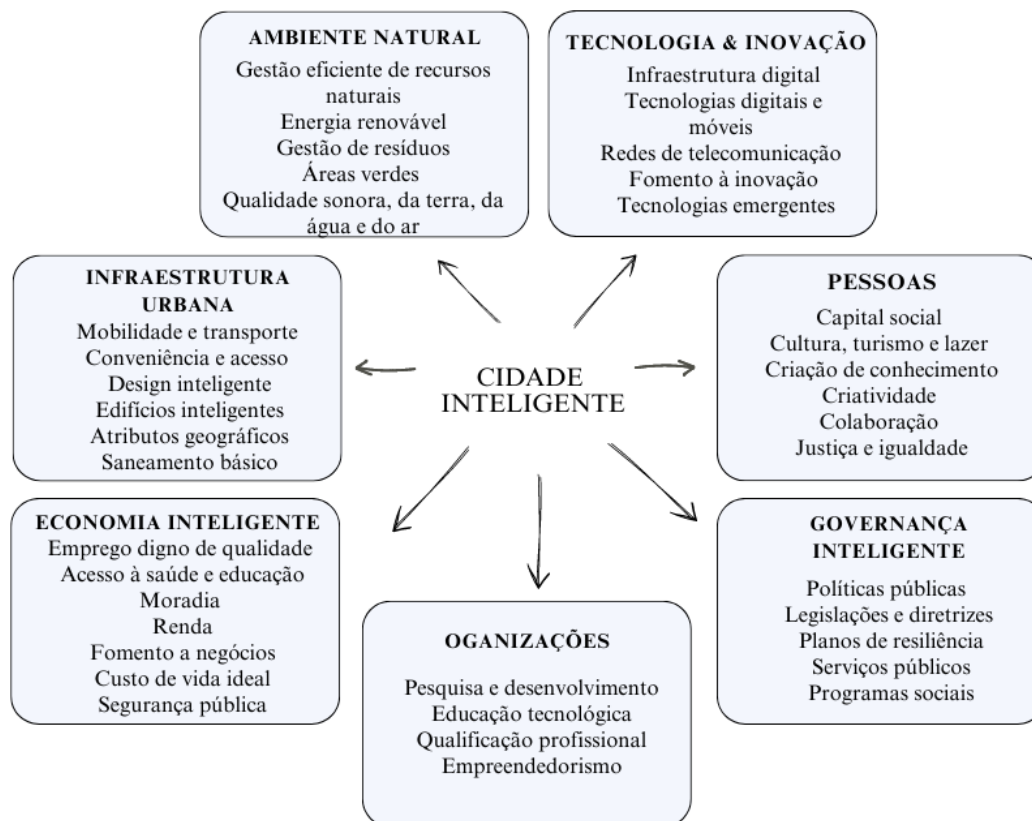 AMBIENTE NATURAL
Gestão eficiente de recursos
naturais
Energia renovável
Gestão de resíduos
Áreas verdes
Qualidade sonora, da terra, da
água e do ar
TECNOLOGIA & INOVAÇÃO
Infraestrutura digital
Tecnologias digitais e
móveis
Redes de telecomunicação
Fomento à inovação
Tecnologias emergentes
INFRAESTRUTURA
URBANA
Mobilidade e transporte
Conveniência e acesso
Design inteligente
Edifícios inteligentes
Atributos geográficos
Saneamento básico
CIDADE
INTELIGENTE
PESSOAS
Capital social
Cultura, turismo e lazer
Criação de conhecimento
Criatividade
Colaboração
Justiça e igualdade
ECONOMIA INTELIGENTE
Emprego digno de qualidade
Acesso à saúde e educação
Moradia
Renda
Fomento a negócios
Custo de vida ideal
Segurança pública
OGANIZAÇÕES
Pesquisa e desenvolvimento
Educação tecnológica
Qualificação profissional
Empreendedorismo
GOVERNANÇA
INTELIGENTE
Políticas públicas
Legislações e diretrizes
Planos de resiliência
Serviços públicos
Programas sociais